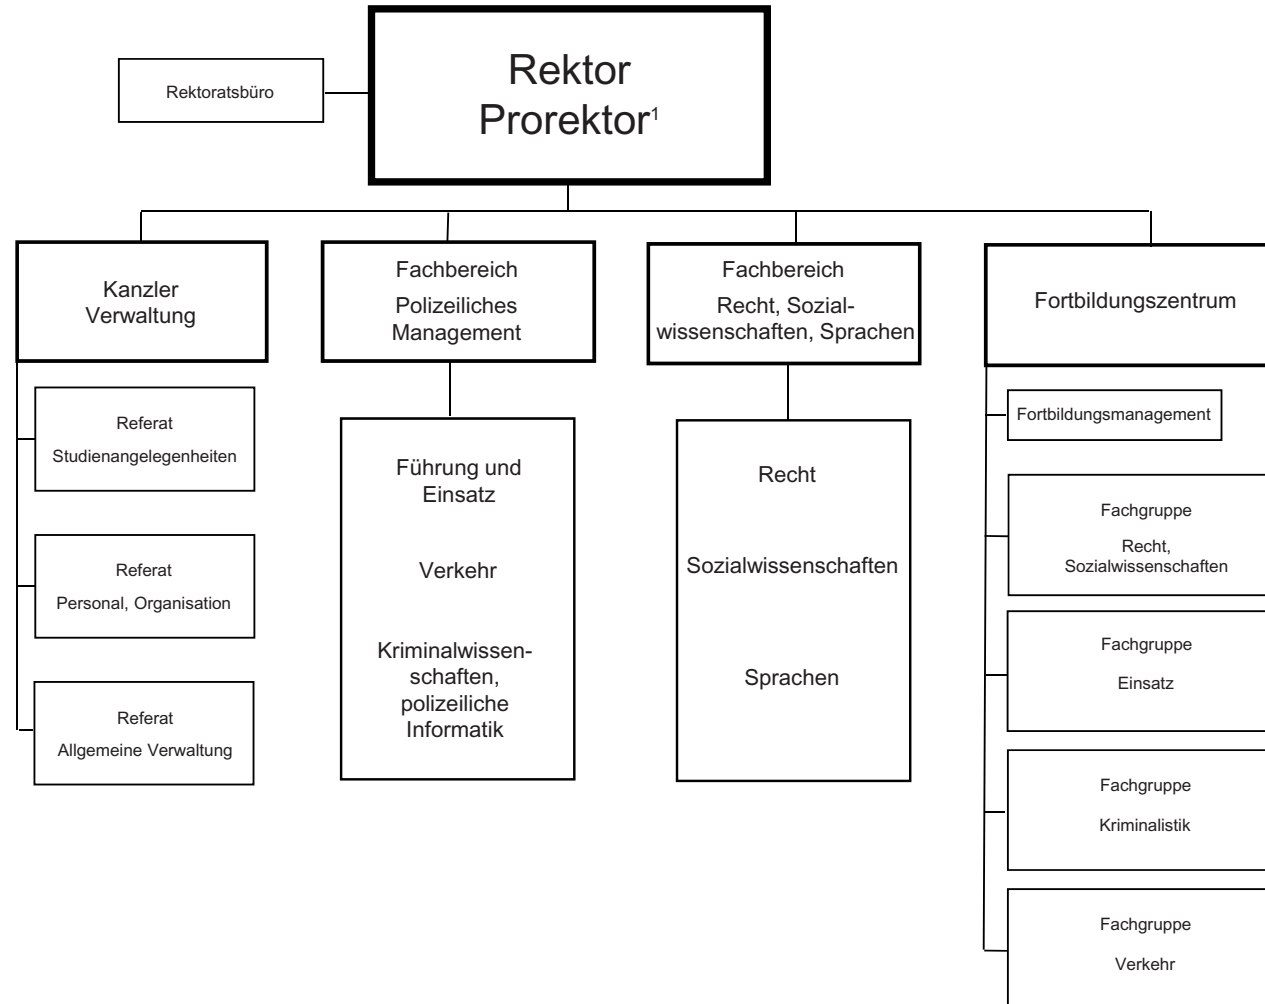 Rektor
Prorektor¹
Rektoratsbüro
Kanzler
Verwaltung
Referat
Studienangelegenheiten
Referat
Personal, Organisation
Referat
Allgemeine Verwaltung
Fachbereich
Polizeiliches
Management
Führung und
Einsatz
Verkehr
Kriminalwissen-
schaften,
polizeiliche
Informatik
Fachbereich
Recht, Sozial-
wissenschaften, Sprachen
Recht
Sozialwissenschaften
Sprachen
Fortbildungszentrum
Fortbildungsmanagement
Fachgruppe
Recht,
Sozialwissenschaften
Fachgruppe
Einsatz
Fachgruppe
Kriminalistik
Fachgruppe
Verkehr